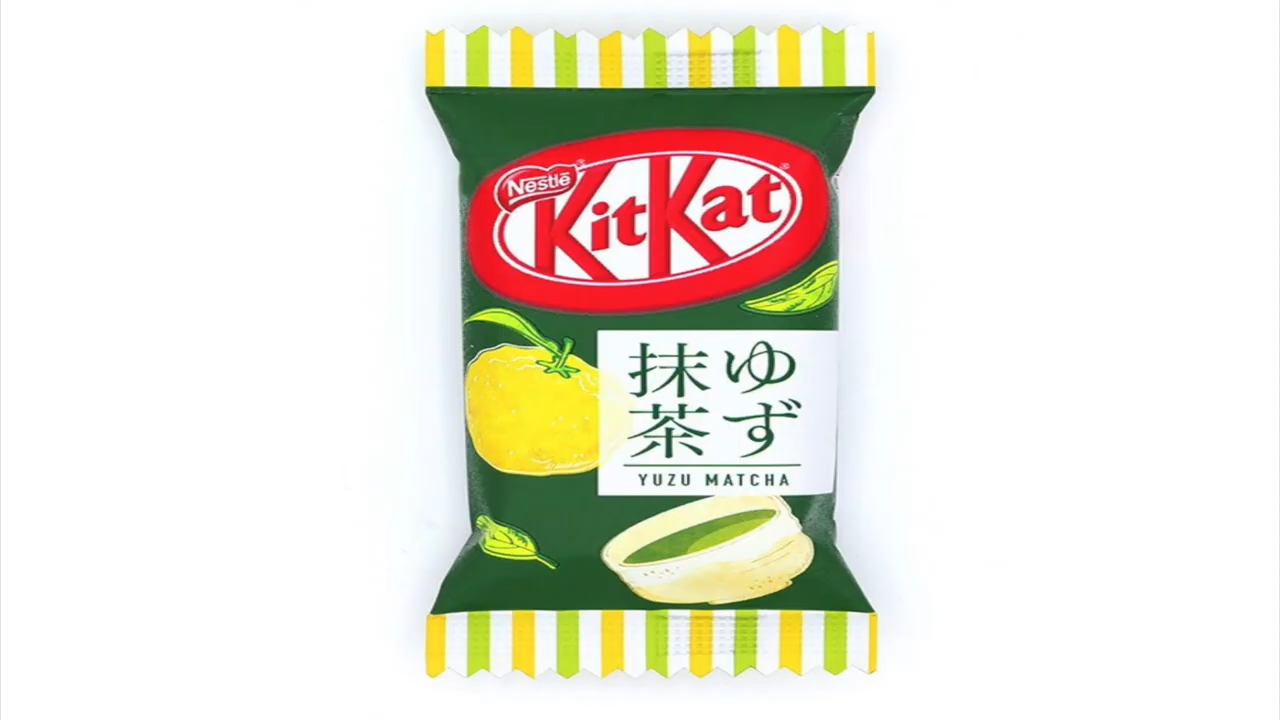 Nestlé
KitKat
ゆず
抹茶
YUZU MATCHA